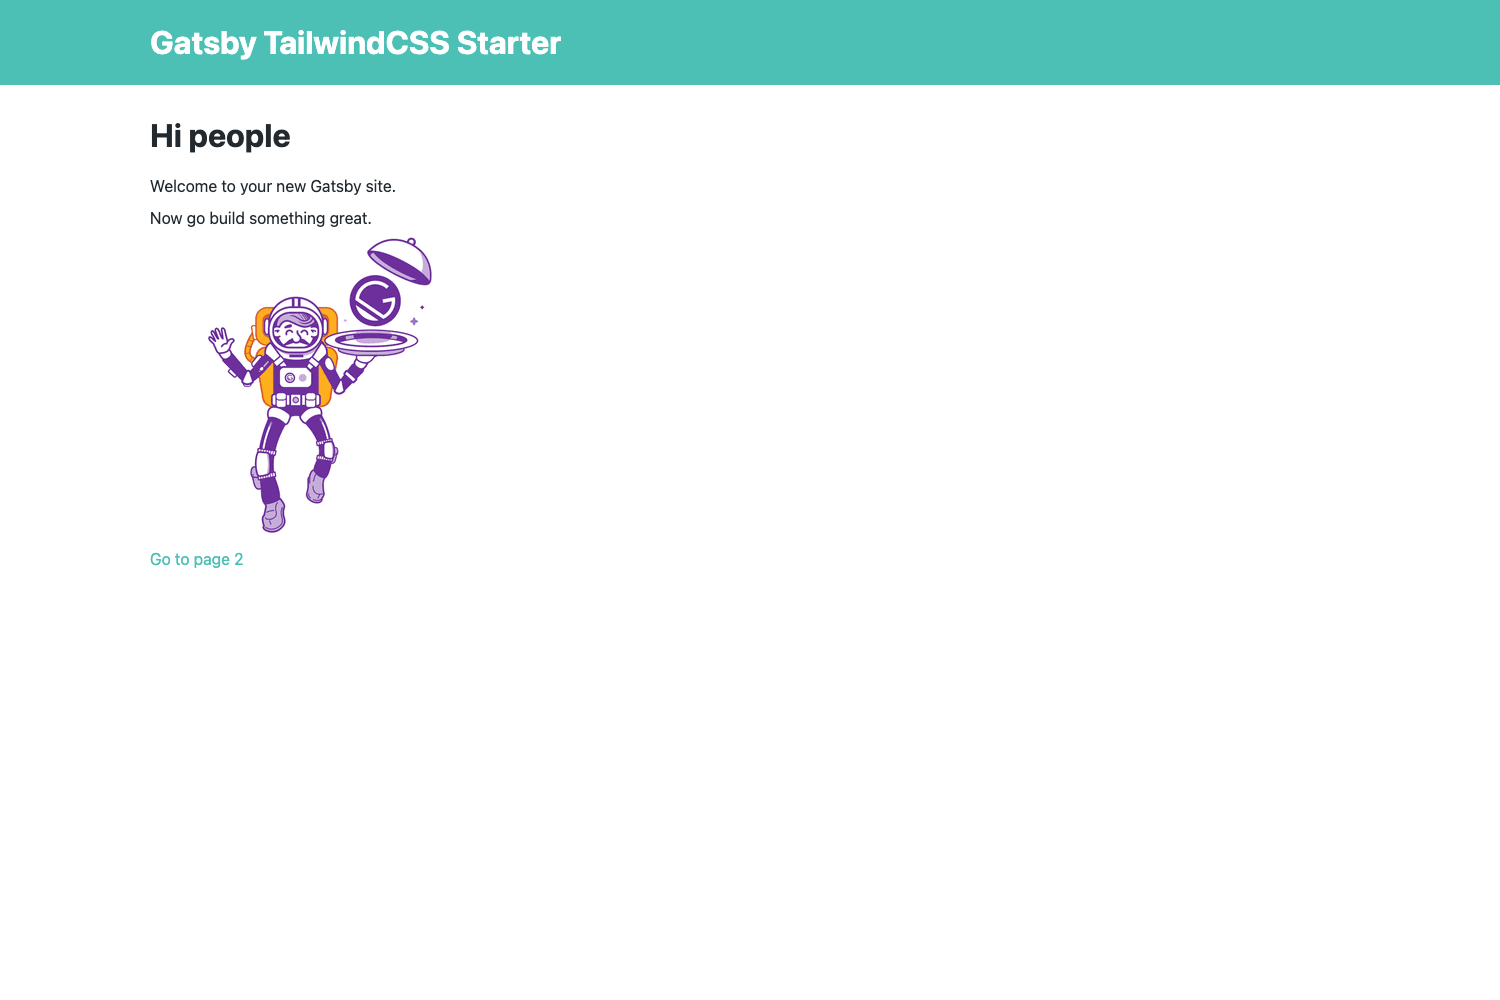 Gatsby TailwindCSS Starter
Hi people
Welcome to your new Gatsby site.
Now go build something great.
Go to page 2